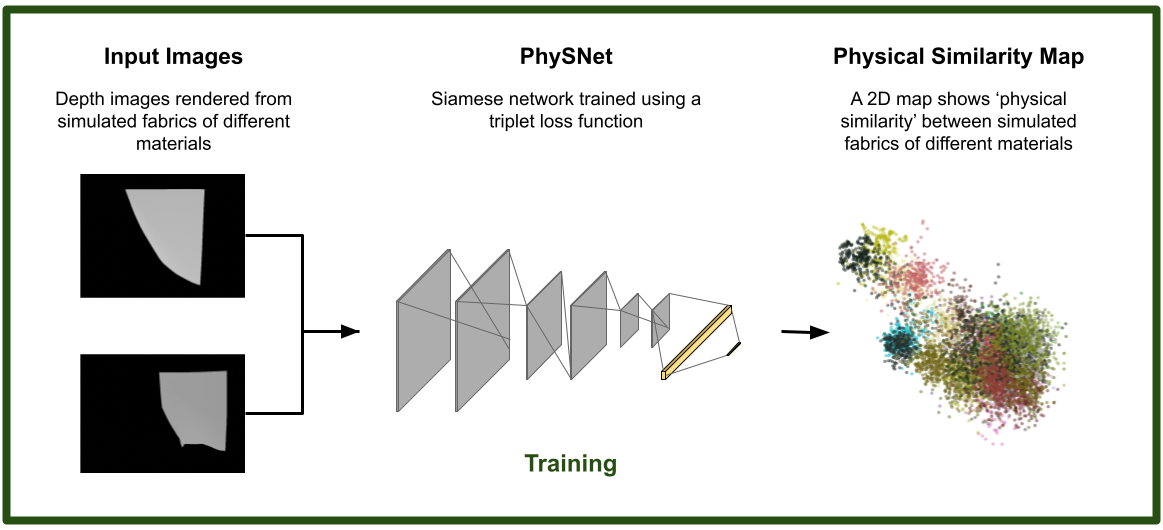 Input Images
Depth images rendered from
simulated fabrics of different
materials
PhySNet
Siamese network trained using a
triplet loss function
Physical Similarity Map
A 2D map shows ‘physical
similarity’ between simulated
fabrics of different materials
Training